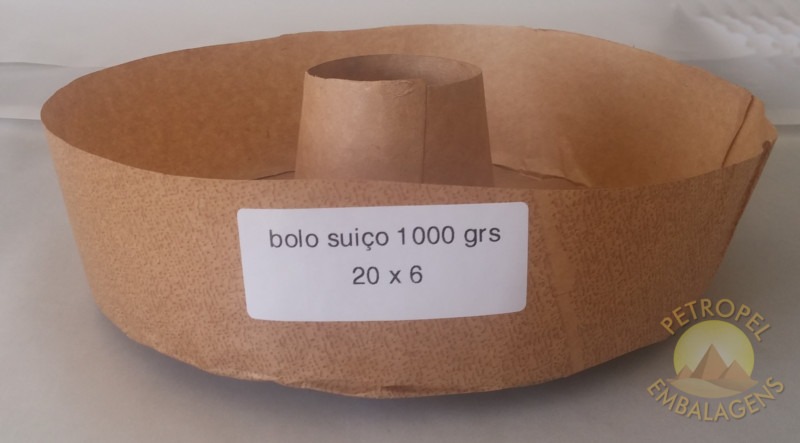 bolo suiço 1000 grs
20 x 6
PETROPEL
EMBALAGENS